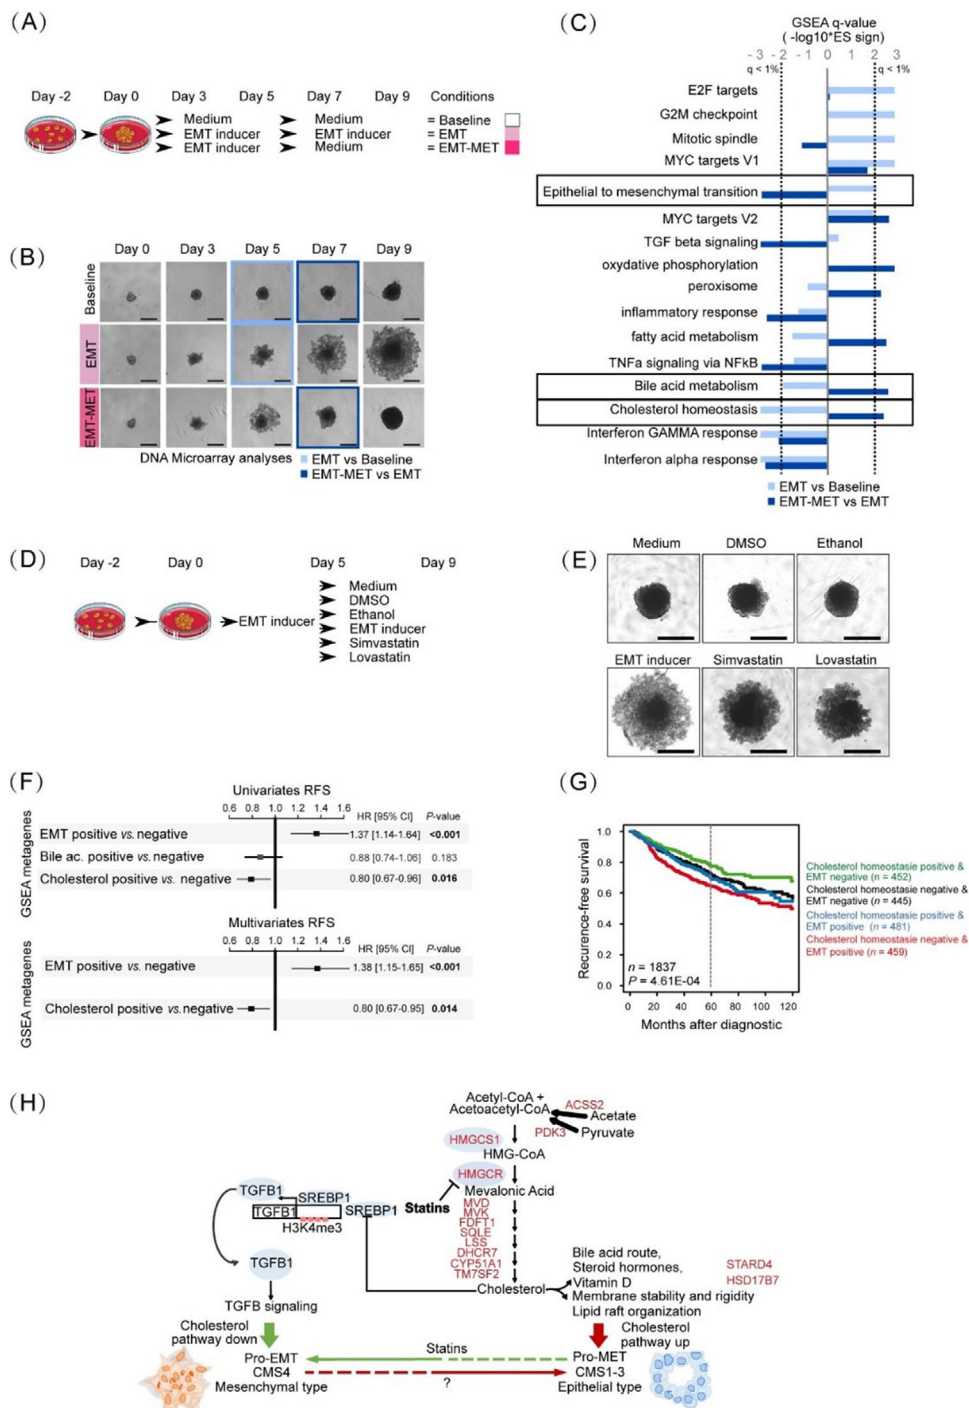 (A)
Day -2 Day 0 Day 3 Day 5 Day 7 Day 9 Conditions
Medium Medium = Baseline
EMT inducer EMT inducer = EMT
EMT inducer Medium = EMT-MET
(B)
Day 0 Day 3 Day 5 Day 7 Day 9
Baseline
EMT
EMT-MET
DNA Microarray analyses
EMT vs Baseline
EMT-MET vs EMT
(C)
GSEA q-value
( -log10*ES sign)
- 3 - 2 0 2 3
q < 1% q < 1%
E2F targets
G2M checkpoint
Mitotic spindle
MYC targets V1
Epithelial to mesenchymal transition
MYC targets V2
TGF beta signaling
oxydative phosphorylation
peroxisome
inflammatory response
fatty acid metabolism
TNFa signaling via NFkB
Bile acid metabolism
Cholesterol homeostasis
Interferon GAMMA response
Interferon alpha response
EMT vs Baseline
EMT-MET vs EMT
(D)
Day -2 Day 0 Day 5 Day 9
EMT inducer
Medium
DMSO
Ethanol
EMT inducer
Simvastatin
Lovastatin
(E)
Medium DMSO Ethanol
EMT inducer Simvastatin Lovastatin
(F)
Univariates RFS
0.6 0.8 1.0 1.2 1.4 1.6
HR [95% CI] P-value
GSEA metagenes
EMT positive vs. negative 1.37 [1.14-1.64] <0.001
Bile ac. positive vs. negative 0.88 [0.74-1.06] 0.183
Cholesterol positive vs. negative 0.80 [0.67-0.96] 0.016
Multivariates RFS
0.6 0.8 1.0 1.2 1.4 1.6
HR [95% CI] P-value
GSEA metagenes
EMT positive vs. negative 1.38 [1.15-1.65] <0.001
Cholesterol positive vs. negative 0.80 [0.67-0.95] 0.014
(G)
Recurence-free survival
1.0
0.8
0.6
0.4
0.2
0.0
n = 1837
P = 4.61E-04
0 20 40 60 80 100 120
Months after diagnostic
Cholesterol homeostasie positive &
EMT negative (n = 452)
Cholesterol homeostasie negative &
EMT negative (n = 445)
Cholesterol homeostasie positive &
EMT positive (n = 481)
Cholesterol homeostasie negative &
EMT positive (n = 459)
(H)
Acetyl-CoA +
Acetoacetyl-CoA
ACSS2
Acetate
PDK3
Pyruvate
HMGCS1
HMG-CoA
HMGCR
Statins
Mevalonic Acid
MVD
MVK
FDFT1
SQLE
LSS
DHCR7
CYP51A1
TM7SF2
Cholesterol
TGFB1
SREBP1
TGFB1
SREBP1
H3K4me3
TGFB1
TGFB signaling
Bile acid route,
Steroid hormones,
Vitamin D
Membrane stability and rigidity
Lipid raft organization
STARD4
HSD17B7
Cholesterol
pathway down
Cholesterol
pathway up
Statins
Pro-EMT
CMS4
Mesenchymal type
?
Pro-MET
CMS1-3
Epithelial type